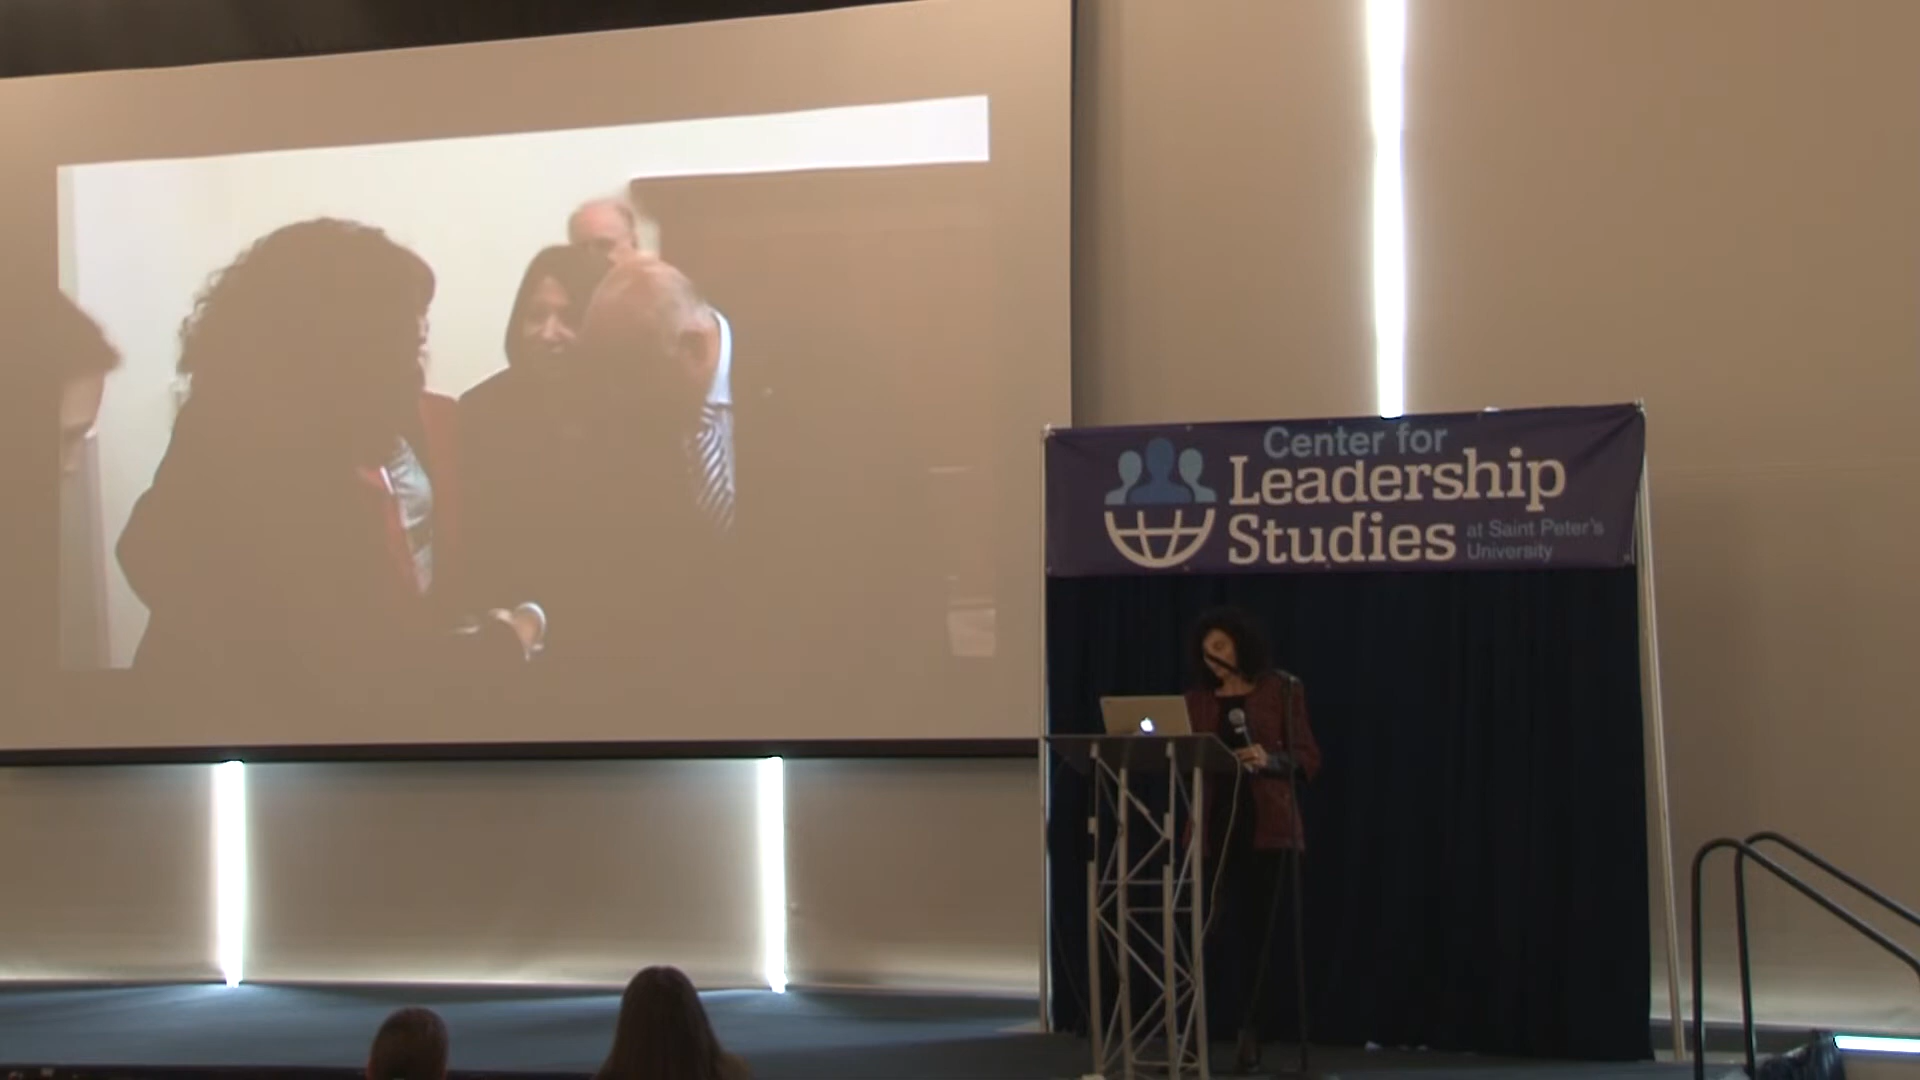 Center for
Leadership
Studies
at Saint Peter's
University